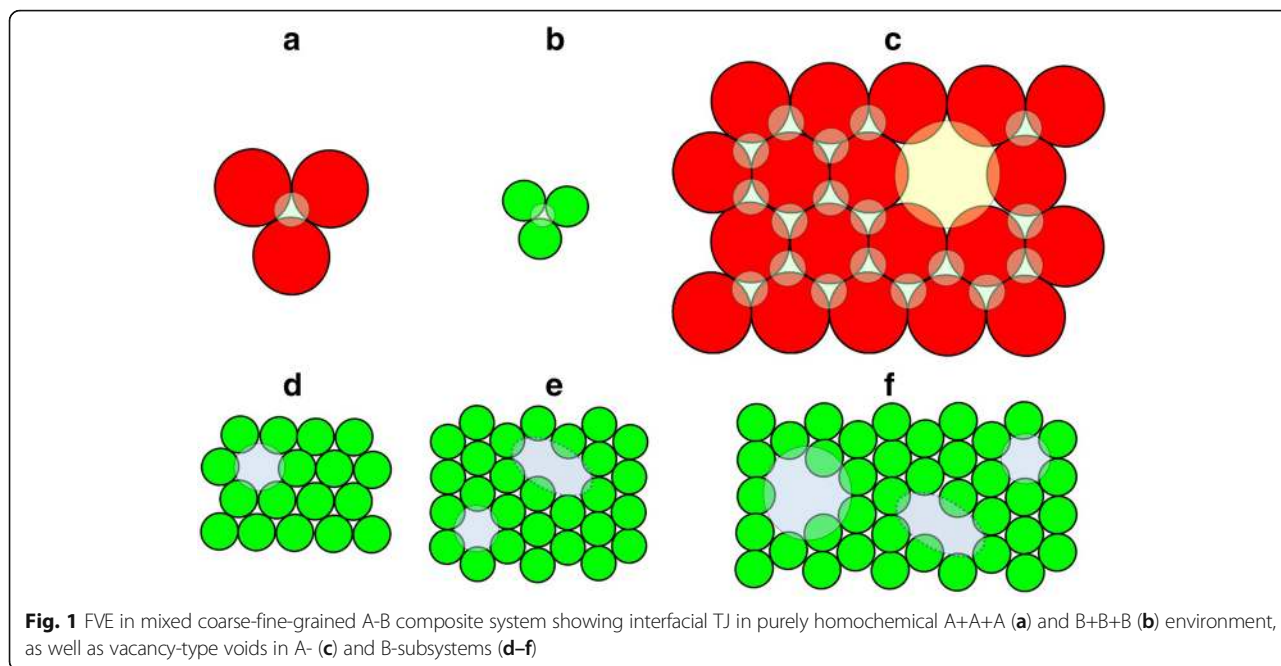 a
b
c
d
e
f
Fig. 1 FVE in mixed coarse-fine-grained A-B composite system showing interfacial TJ in purely homochemical A+A+A (a) and B+B+B (b) environment,
as well as vacancy-type voids in A- (c) and B-subsystems (d–f)